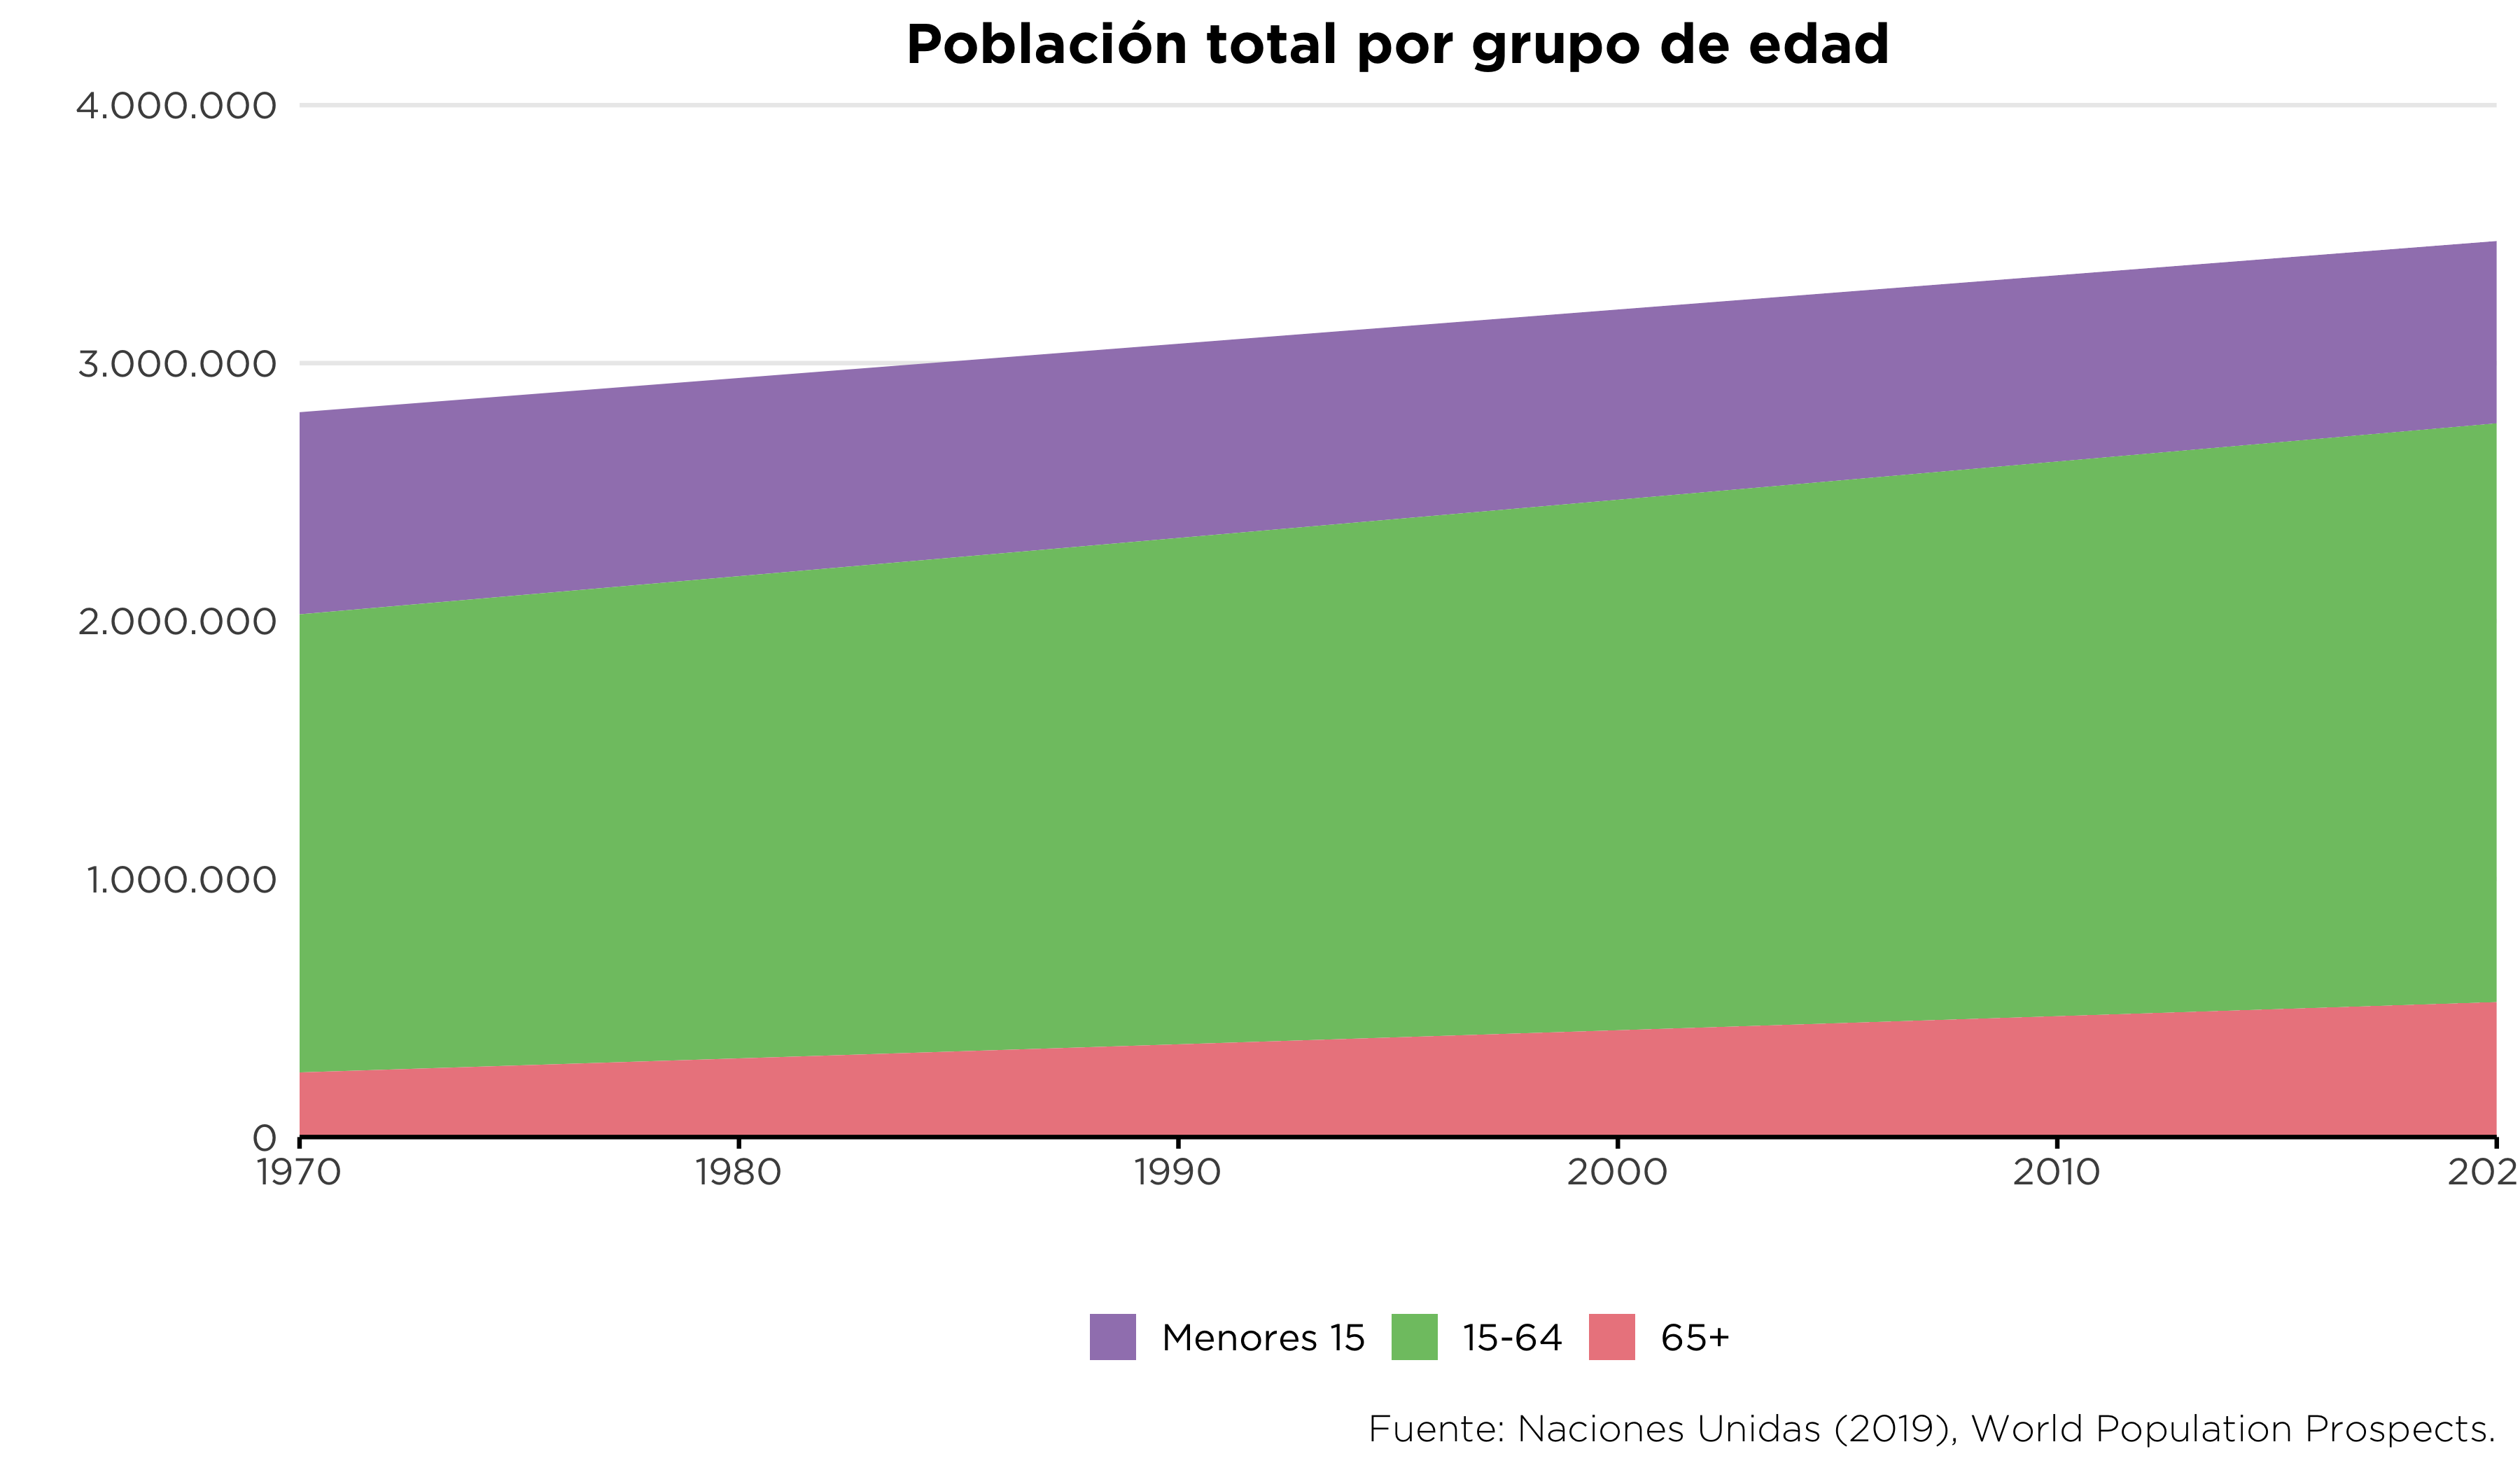 Población total por grupo de edad
4.000.000
3.000.000
2.000.000
1.000.000
0
1970 1980 1990 2000 2010 202
Menores 15 15-64 65+
Fuente: Naciones Unidas (2019), World Population Prospects.